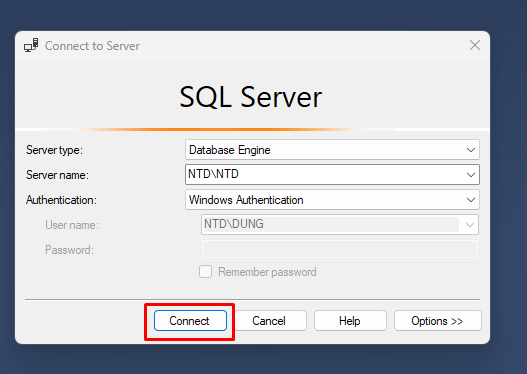 Connect to Server
SQL Server
Server type: Database Engine
Server name: NTD\NTD
Authentication: Windows Authentication
User name: NTD\DUNG
Password:
Remember password
Connect Cancel Help Options >>